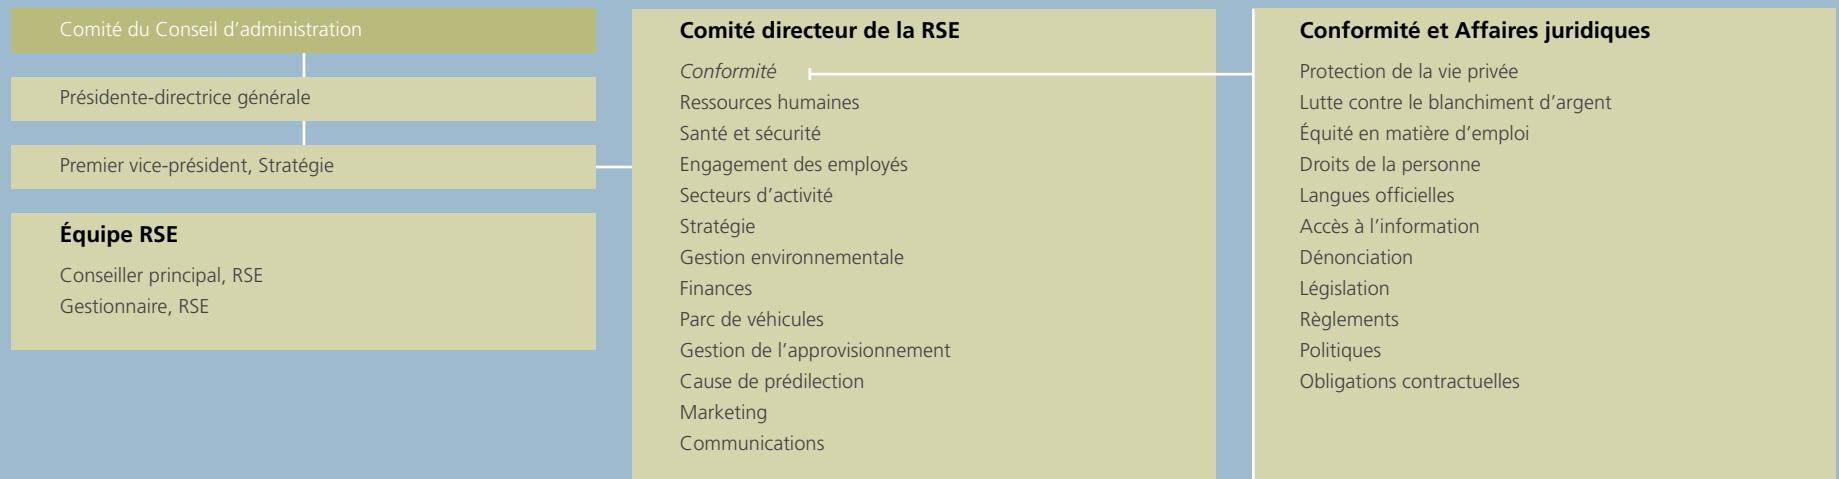 Comité du Conseil d’administration
Présidente-directrice générale
Premier vice-président, Stratégie
Équipe RSE
Conseiller principal, RSE
Gestionnaire, RSE
Comité directeur de la RSE
Conformité
Ressources humaines
Santé et sécurité
Engagement des employés
Secteurs d’activité
Stratégie
Gestion environnementale
Finances
Parc de véhicules
Gestion de l’approvisionnement
Cause de prédilection
Marketing
Communications
Conformité et Affaires juridiques
Protection de la vie privée
Lutte contre le blanchiment d’argent
Équité en matière d’emploi
Droits de la personne
Langues officielles
Accès à l’information
Dénonciation
Législation
Règlements
Politiques
Obligations contractuelles